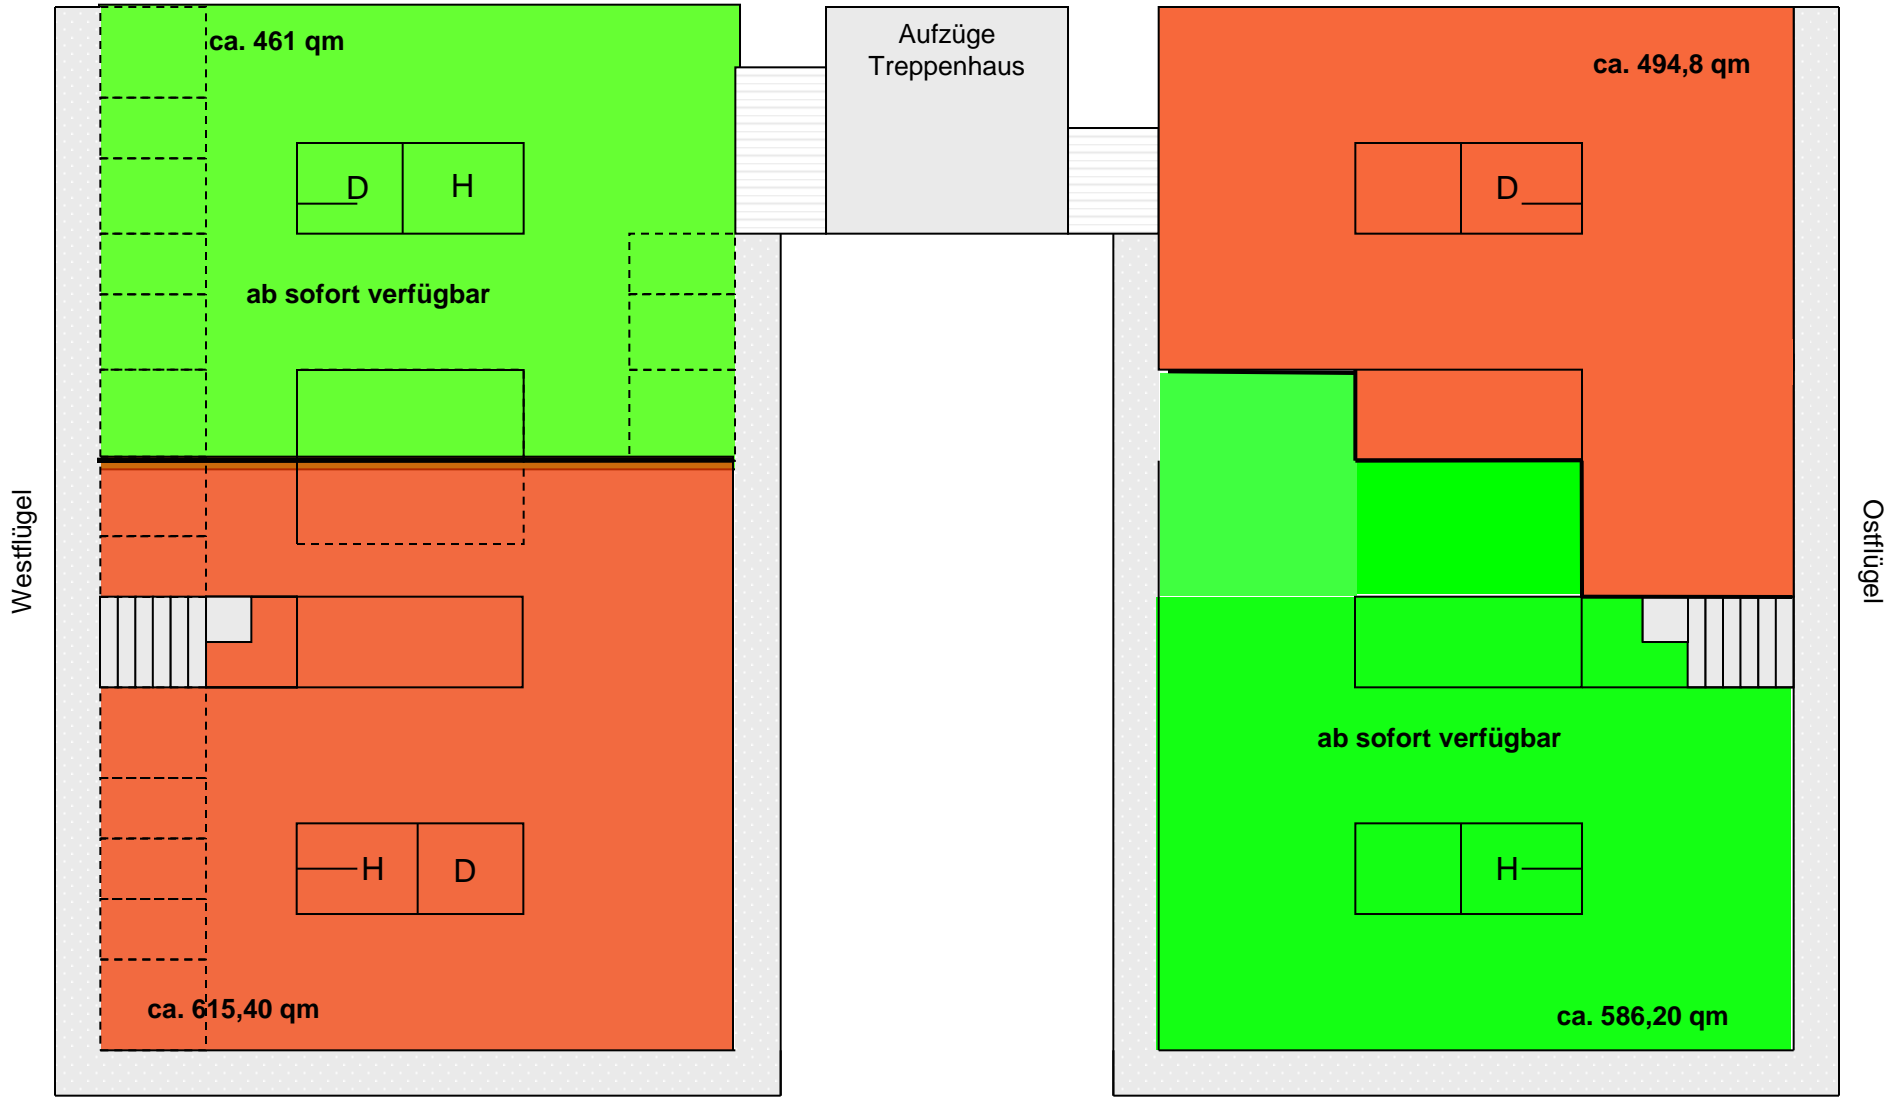 ca. 461 qm
Aufzüge
Treppenhaus
ca. 494,8 qm
D
H
D
ab sofort verfügbar
Westflügel
Ostflügel
ab sofort verfügbar
H
D
H
ca. 615,40 qm
ca. 586,20 qm